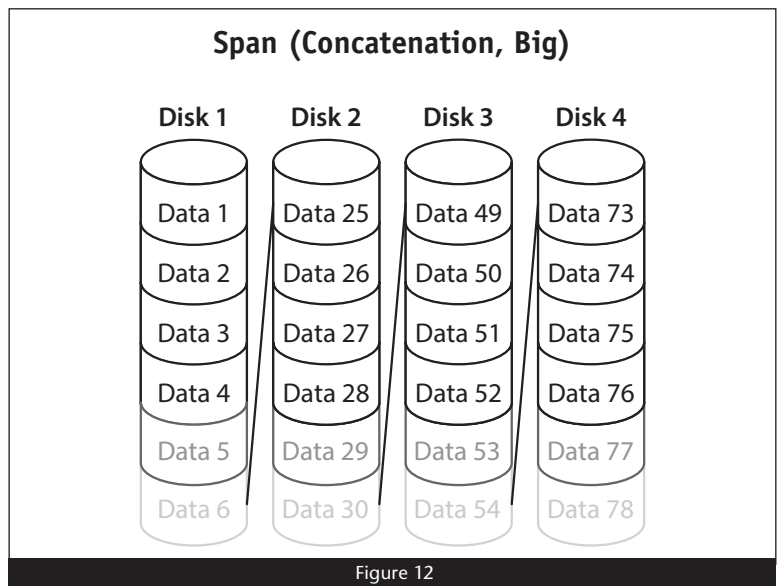 Span (Concatenation, Big)
Disk 1 Disk 2 Disk 3 Disk 4
Data 1 Data 25 Data 49 Data 73
Data 2 Data 26 Data 50 Data 74
Data 3 Data 27 Data 51 Data 75
Data 4 Data 28 Data 52 Data 76
Data 5 Data 29 Data 53 Data 77
Data 6 Data 30 Data 54 Data 78
Figure 12